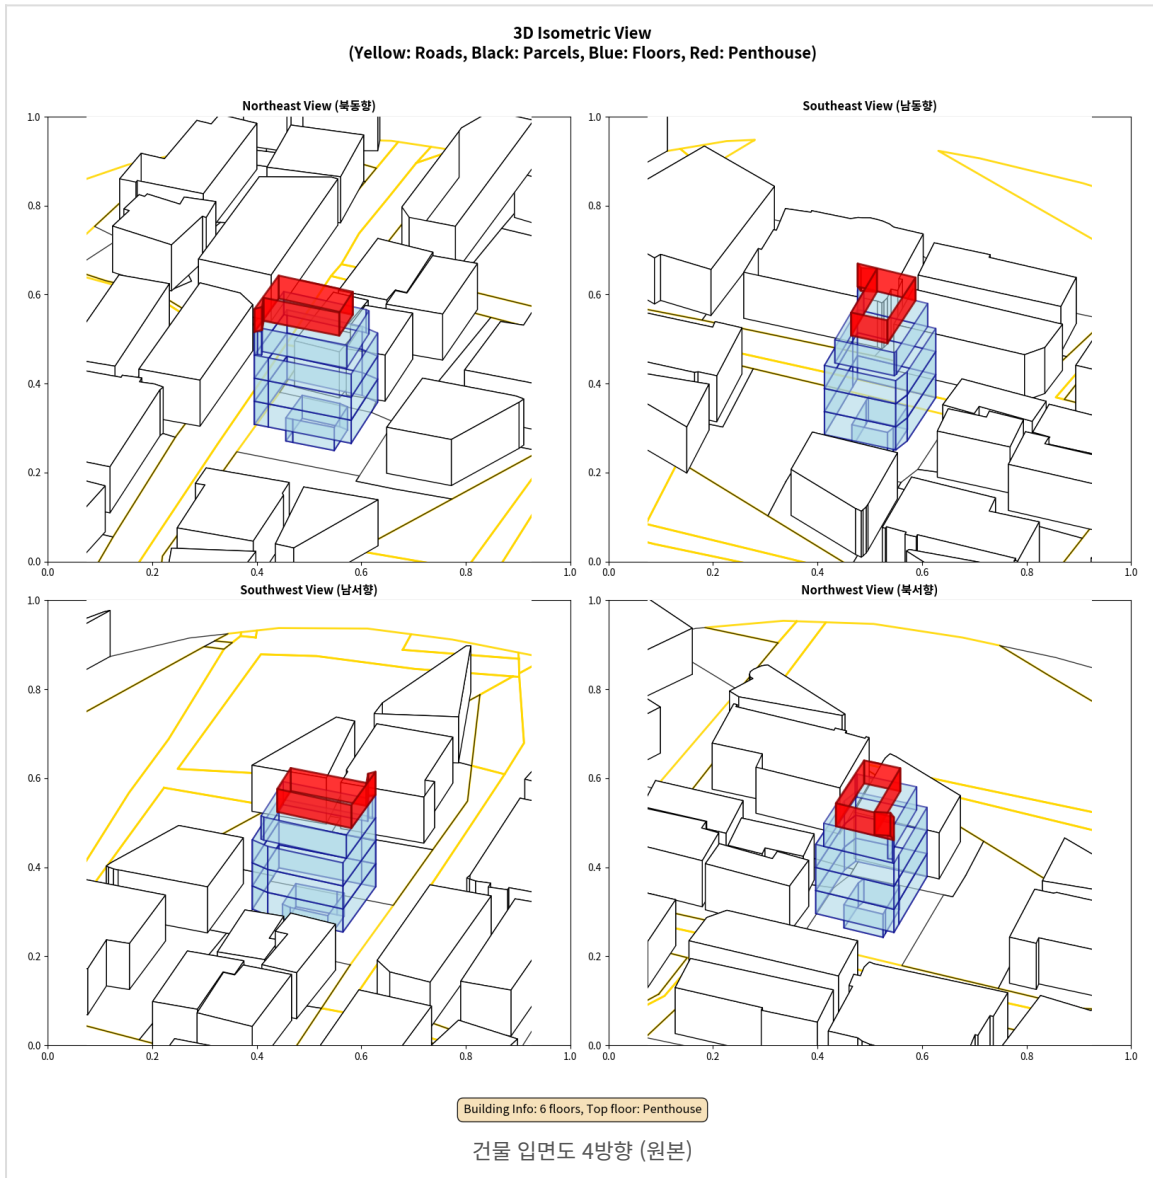 3D Isometric View
(Yellow: Roads, Black: Parcels, Blue: Floors, Red: Penthouse)
Northeast View (북동향)
1.0
0.8
0.6
0.4
0.2
0.0
0.0 0.2 0.4 0.6 0.8 1.0
Southeast View (남동향)
1.0
0.8
0.6
0.4
0.2
0.0
0.0 0.2 0.4 0.6 0.8 1.0
Southwest View (남서향)
1.0
0.8
0.6
0.4
0.2
0.0
0.0 0.2 0.4 0.6 0.8 1.0
Northwest View (북서향)
1.0
0.8
0.6
0.4
0.2
0.0
0.0 0.2 0.4 0.6 0.8 1.0
Building Info: 6 floors, Top floor: Penthouse
건물 입면도 4방향 (원본)